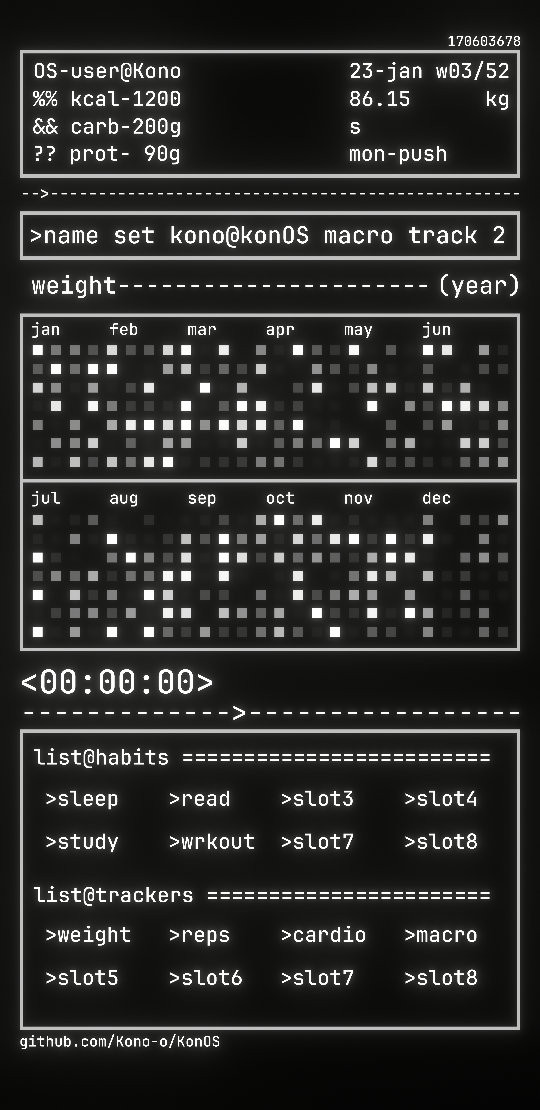 170603678
OS-user@Kono 23-jan w03/52
%% kcal-1200 86.15 kg
&& carb-200g s
?? prot- 90g mon-push
-->--------------------------------------------------
>name set kono@konOS macro track 2
weight---------------------- (year)
jan feb mar apr may jun
jul aug sep oct nov dec
<00:00:00>
-------------->------------------
list@habits =========================
>sleep >read >slot3 >slot4
>study >wrkout >slot7 >slot8
list@trackers =======================
>weight >reps >cardio >macro
>slot5 >slot6 >slot7 >slot8
github.com/Kono-o/KonOS